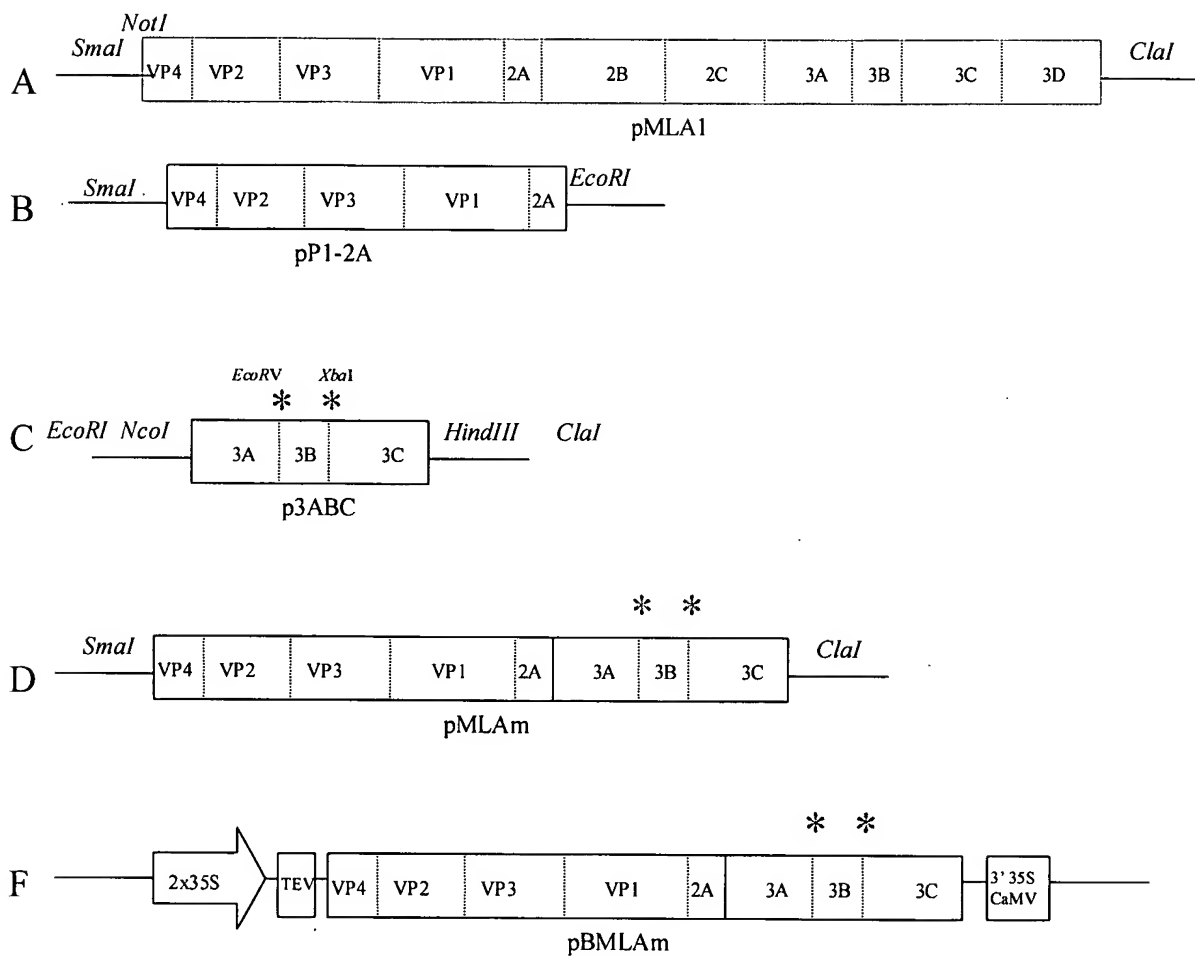 NotI
SmaI
ClaI
A
VP4 VP2 VP3 VP1 2A 2B 2C 3A 3B 3C 3D
pMLA1
SmaI
EcoRI
B
VP4 VP2 VP3 VP1 2A
pP1-2A
EcoRV XbaI
* *
C EcoRI NcoI HindIII ClaI
3A 3B 3C
p3ABC
* *
SmaI ClaI
D
VP4 VP2 VP3 VP1 2A 3A 3B 3C
pMLAm
* *
F
2x35S TEV VP4 VP2 VP3 VP1 2A 3A 3B 3C 3' 35S
CaMV
pBMLAm